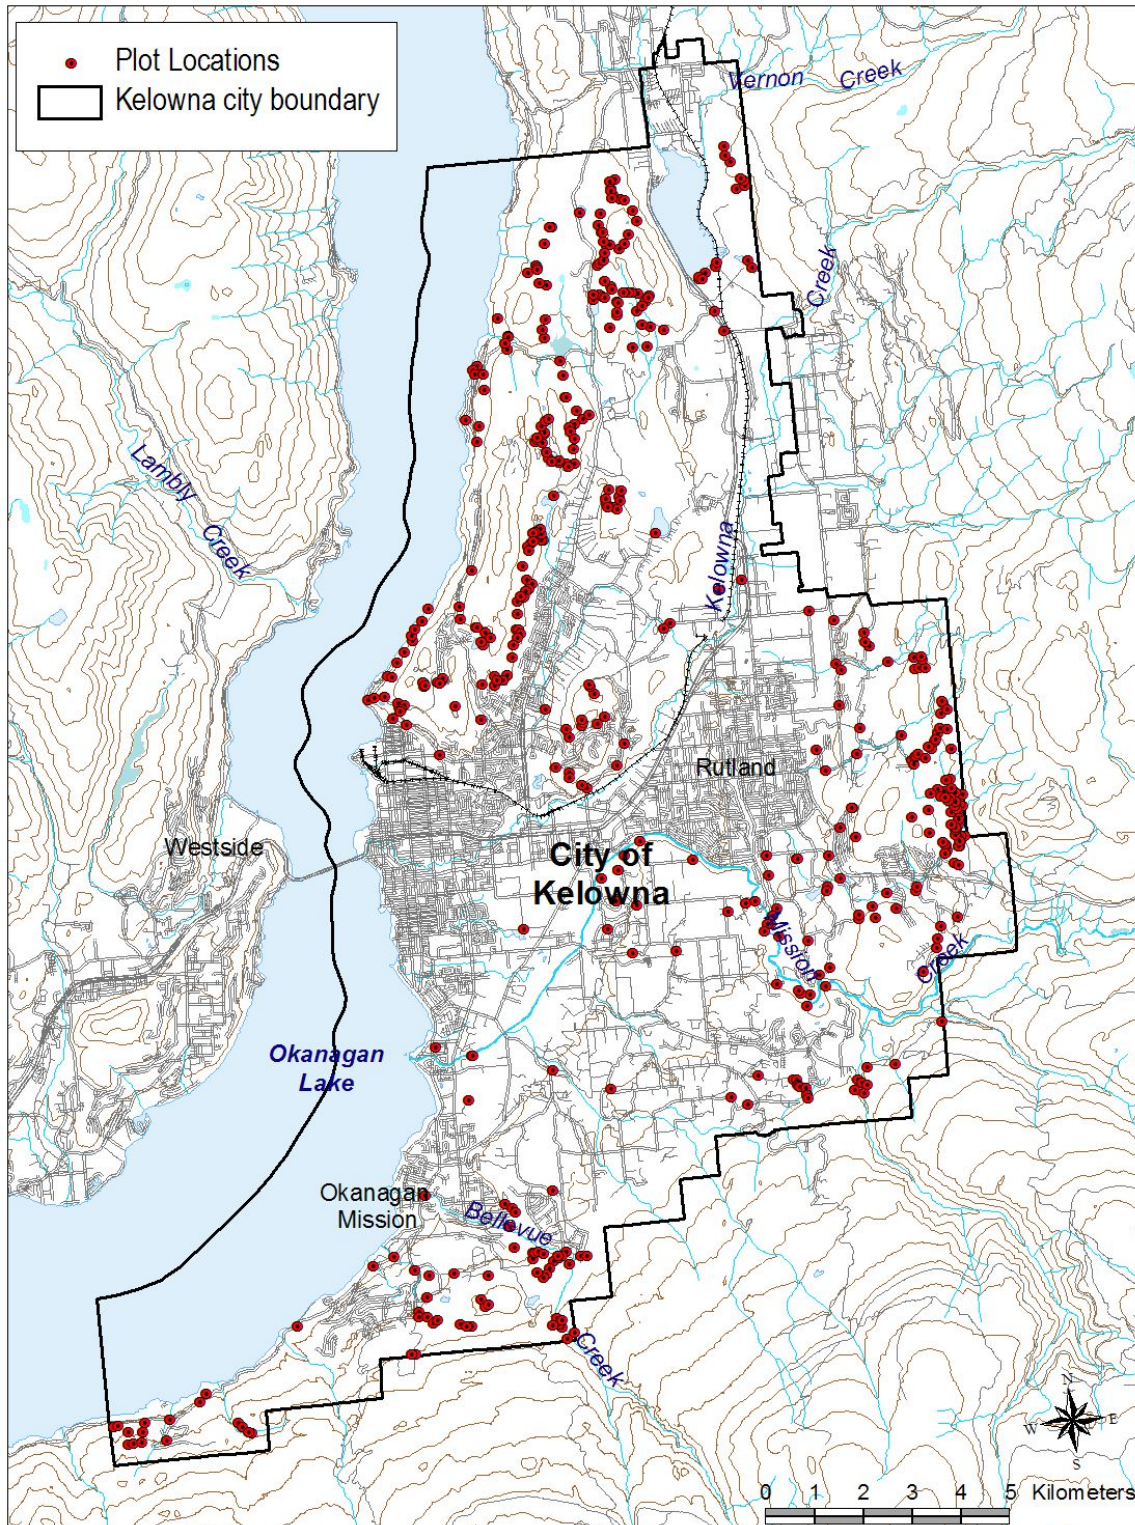 Plot Locations
Kelowna city boundary
Vernon Creek
Creek
Lambly
Creek
Kelowna
Rutland
Westside
City of
Kelowna
Mission
Creek
Okanagan
Lake
Okanagan
Mission
Bellevue
Creek
N
W E
S
0 1 2 3 4 5 Kilometers